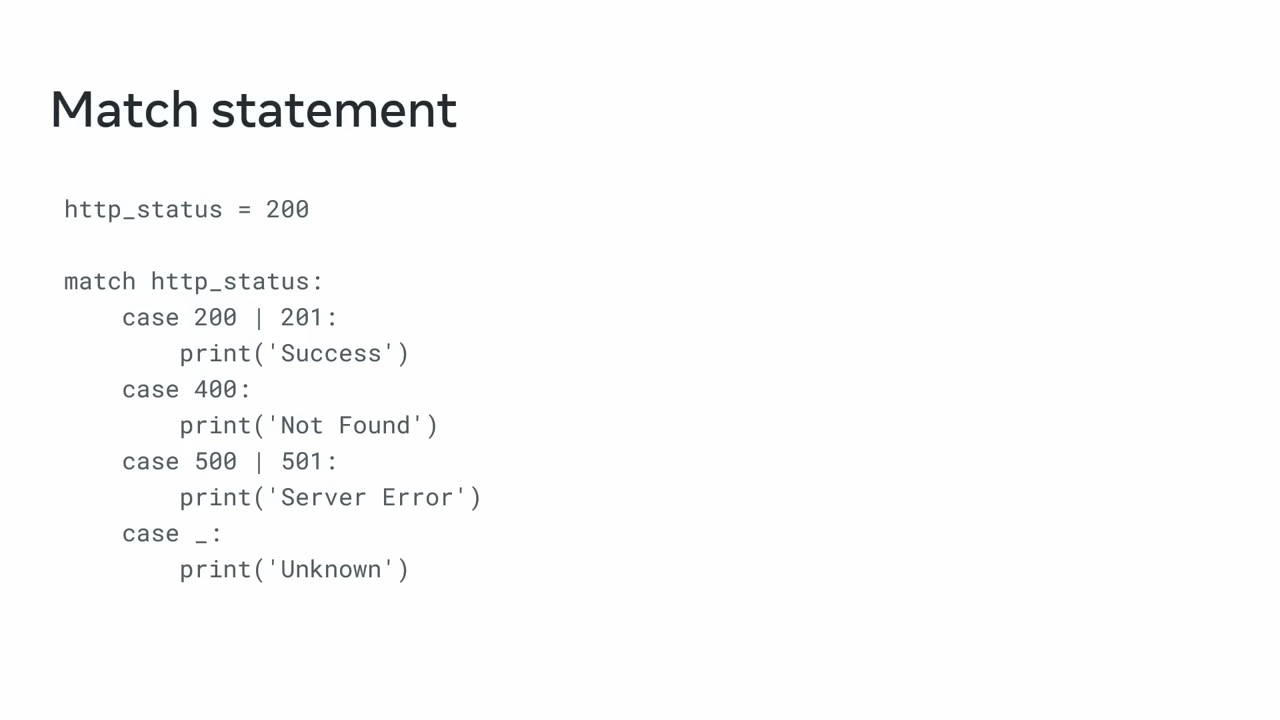 Match statement
http_status = 200
match http_status:
    case 200 | 201:
        print('Success')
    case 400:
        print('Not Found')
    case 500 | 501:
        print('Server Error')
    case _:
        print('Unknown')